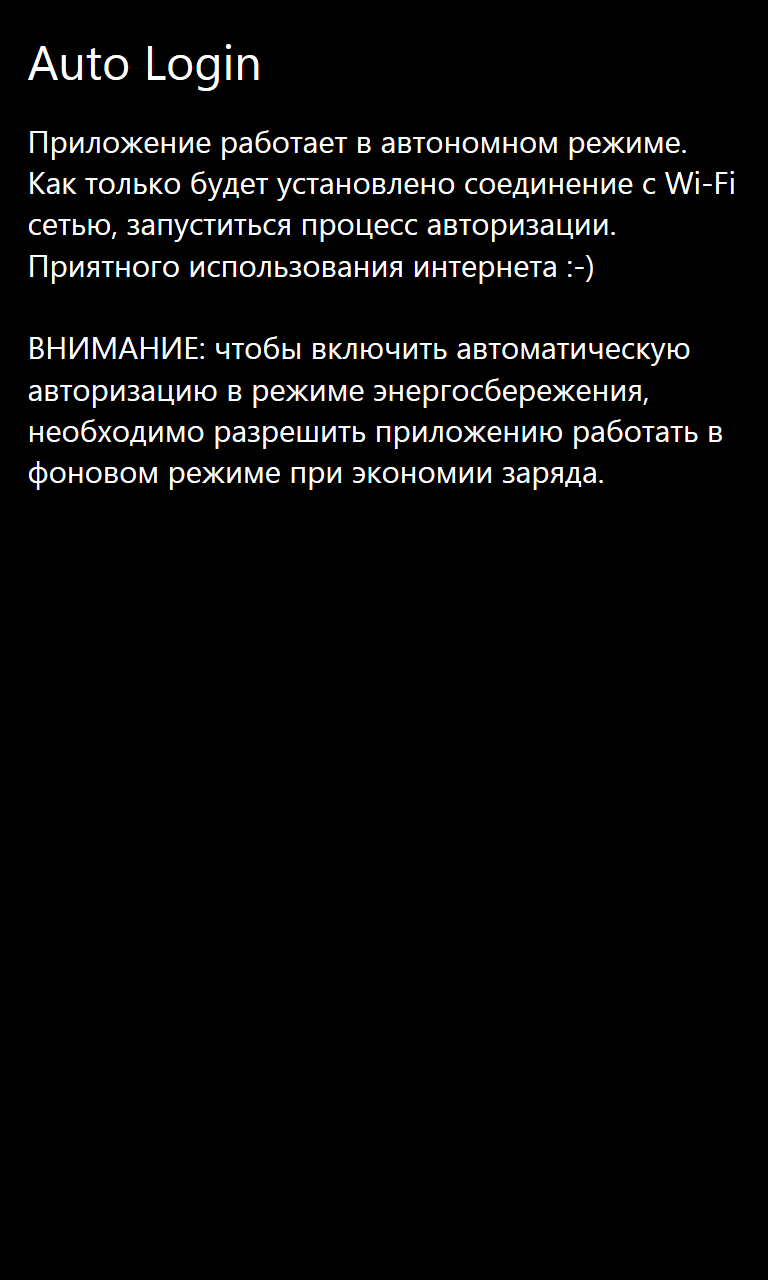 Auto Login
Приложение работает в автономном режиме.
Как только будет установлено соединение с Wi-Fi
сетью, запуститься процесс авторизации.
Приятного использования интернета :-)
ВНИМАНИЕ: чтобы включить автоматическую
авторизацию в режиме энергосбережения,
необходимо разрешить приложению работать в
фоновом режиме при экономии заряда.